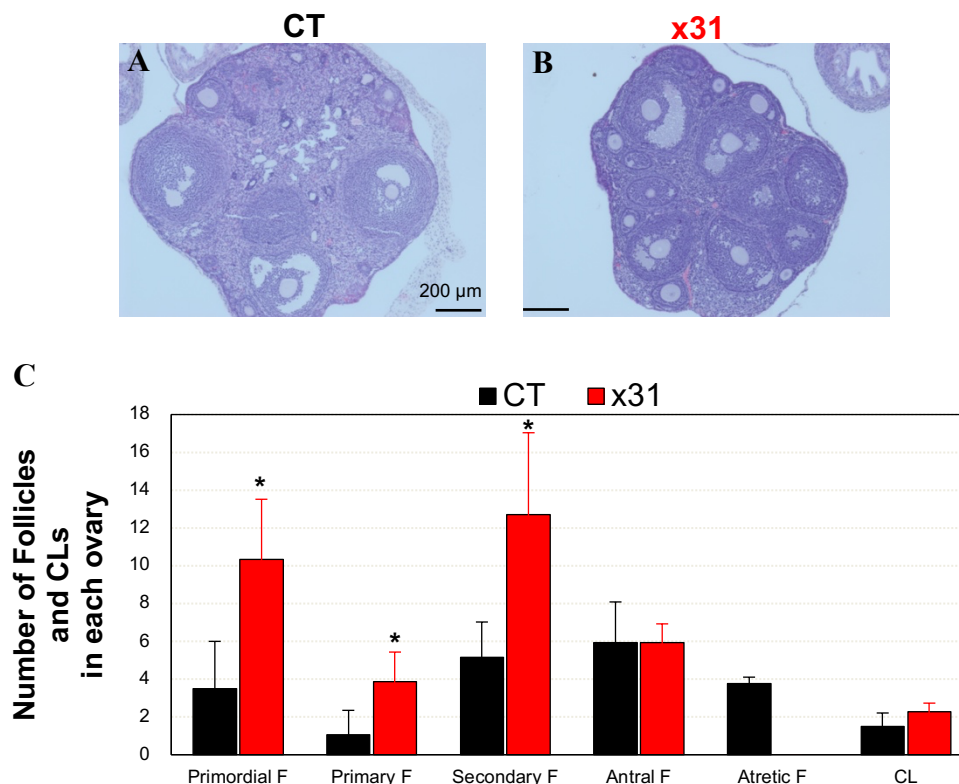 CT
x31
A
B
200 µm
C
CT
x31
Number of Follicles
and CLs
in each ovary
18
16
14
12
10
8
6
4
2
0
*
*
*
Primordial F
Primary F
Secondary F
Antral F
Atretic F
CL